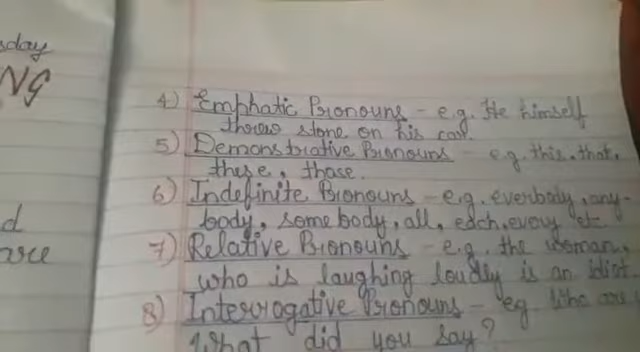 sday
NG
4) Emphatic Pronouns - e.g. He himself
threw stone on his car.
5) Demonstrative Pronouns - e.g. this, that,
these, those.
6) Indefinite Pronouns - e.g. everbody, any-
body, somebody, all, each, every etc
7) Relative Pronouns - e.g. the woman,
who is laughing loudly is an idiot
8) Interrogative Pronouns - eg. Who are
What did you say?
d